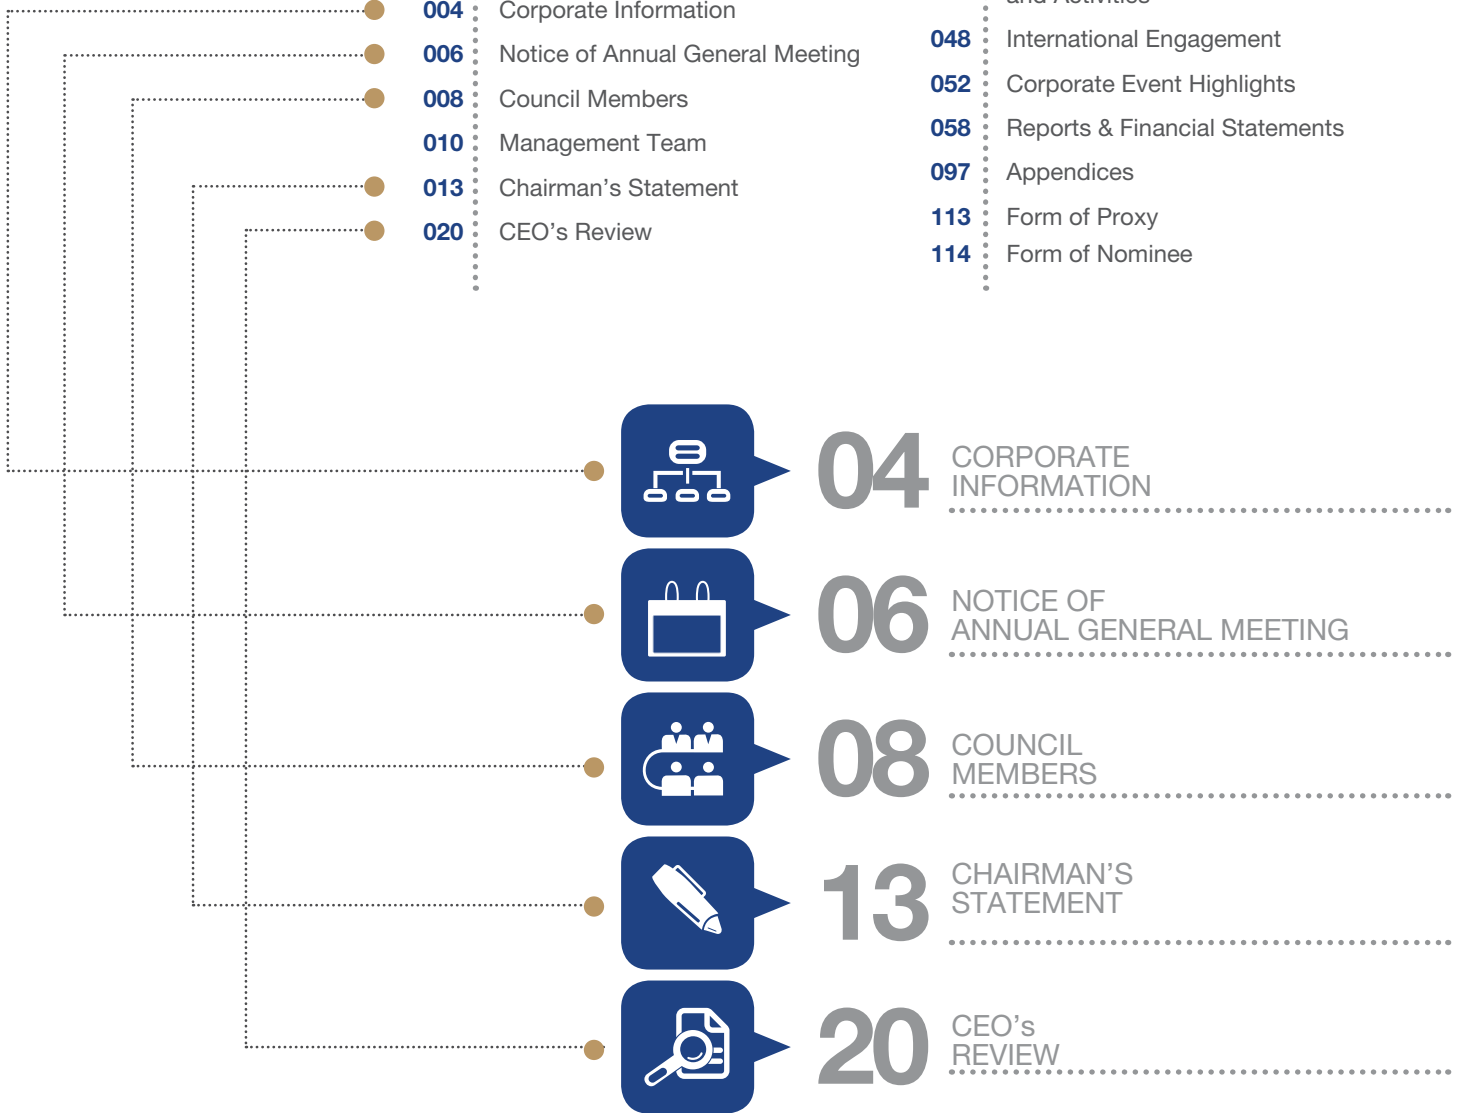 004 Corporate Information
006 Notice of Annual General Meeting
008 Council Members
010 Management Team
013 Chairman’s Statement
020 CEO’s Review
and Activities
048 International Engagement
052 Corporate Event Highlights
058 Reports & Financial Statements
097 Appendices
113 Form of Proxy
114 Form of Nominee
04 CORPORATE
INFORMATION
06 NOTICE OF
ANNUAL GENERAL MEETING
08 COUNCIL
MEMBERS
13 CHAIRMAN’S
STATEMENT
20 CEO’s
REVIEW